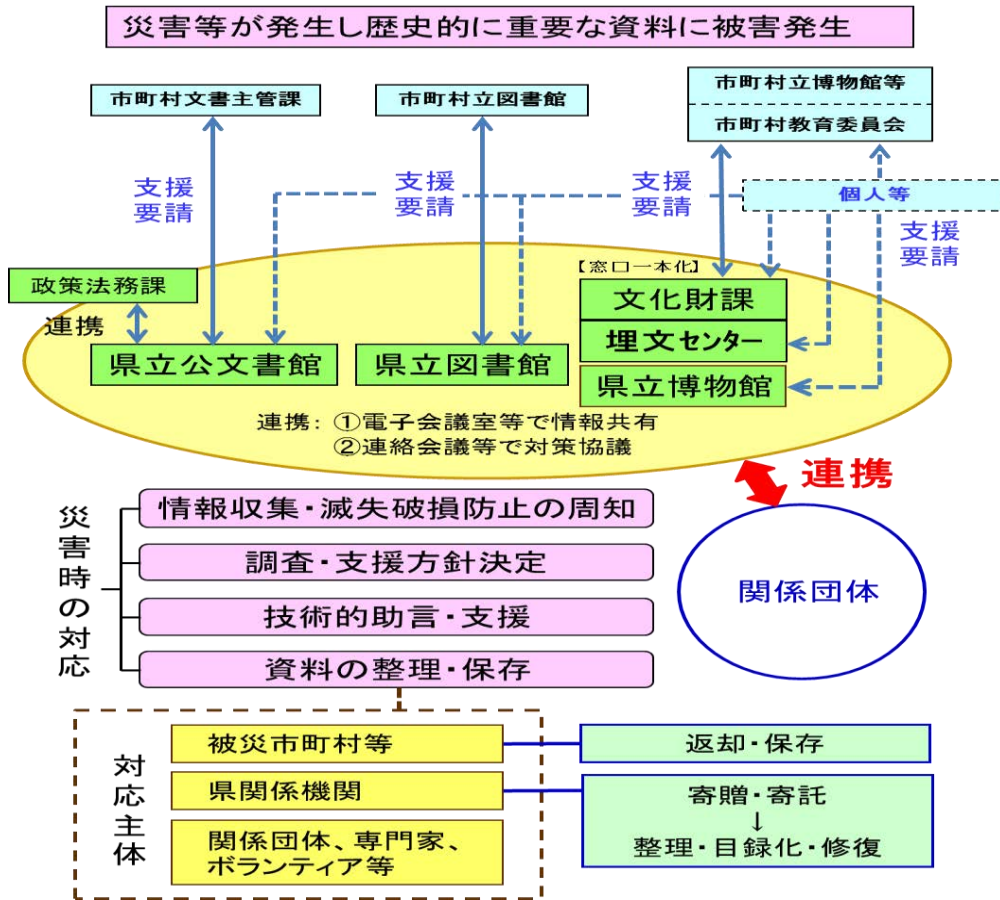 災害等が発生し歴史的に重要な資料に被害発生
市町村文書主管課
市町村立図書館
市町村立博物館等
市町村教育委員会
支援
要請
支援
要請
支援
要請
個人等
支援
要請
【窓口一本化】
政策法務課
連携
県立公文書館
県立図書館
文化財課
埋文センター
県立博物館
連携：①電子会議室等で情報共有
②連絡会議等で対策協議
連携
関係団体
災害時の対応
情報収集・滅失破損防止の周知
調査・支援方針決定
技術的助言・支援
資料の整理・保存
対応主体
被災市町村等
県関係機関
関係団体、専門家、
ボランティア等
返却・保存
寄贈・寄託
↓
整理・目録化・修復